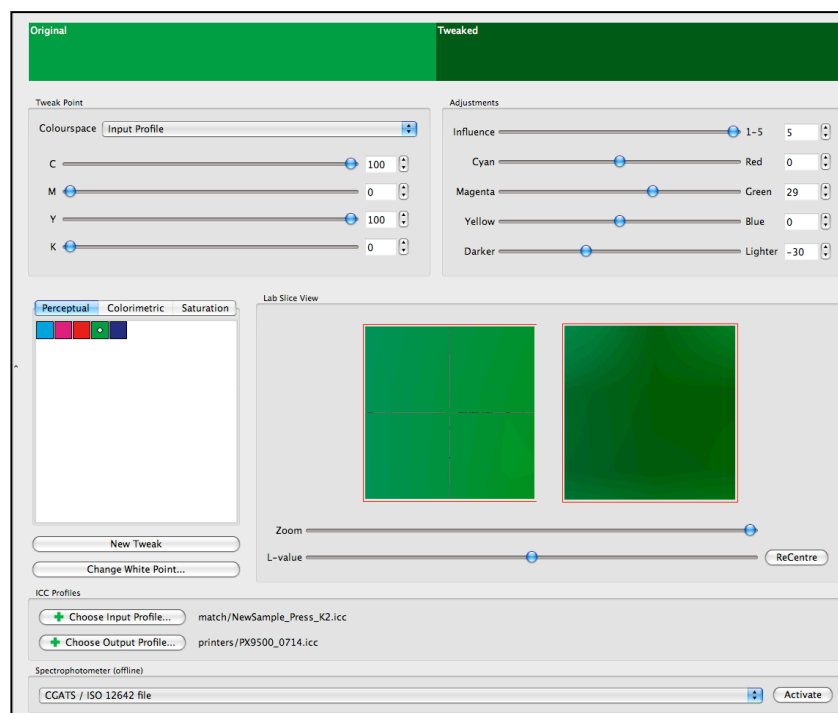 Original Tweaked
Tweak Point
Colourspace Input Profile
C 100
M 0
Y 100
K 0
Adjustments
Influence 1-5 5
Cyan Red 0
Magenta Green 29
Yellow Blue 0
Darker Lighter -30
Perceptual Colorimetric Saturation
New Tweak
Change White Point...
Lab Slice View
Zoom
L-value ReCentre
ICC Profiles
Choose Input Profile... match/NewSample_Press_K2.icc
Choose Output Profile... printers/PX9500_0714.icc
Spectrophotometer (offline)
CGATS / ISO 12642 file Activate